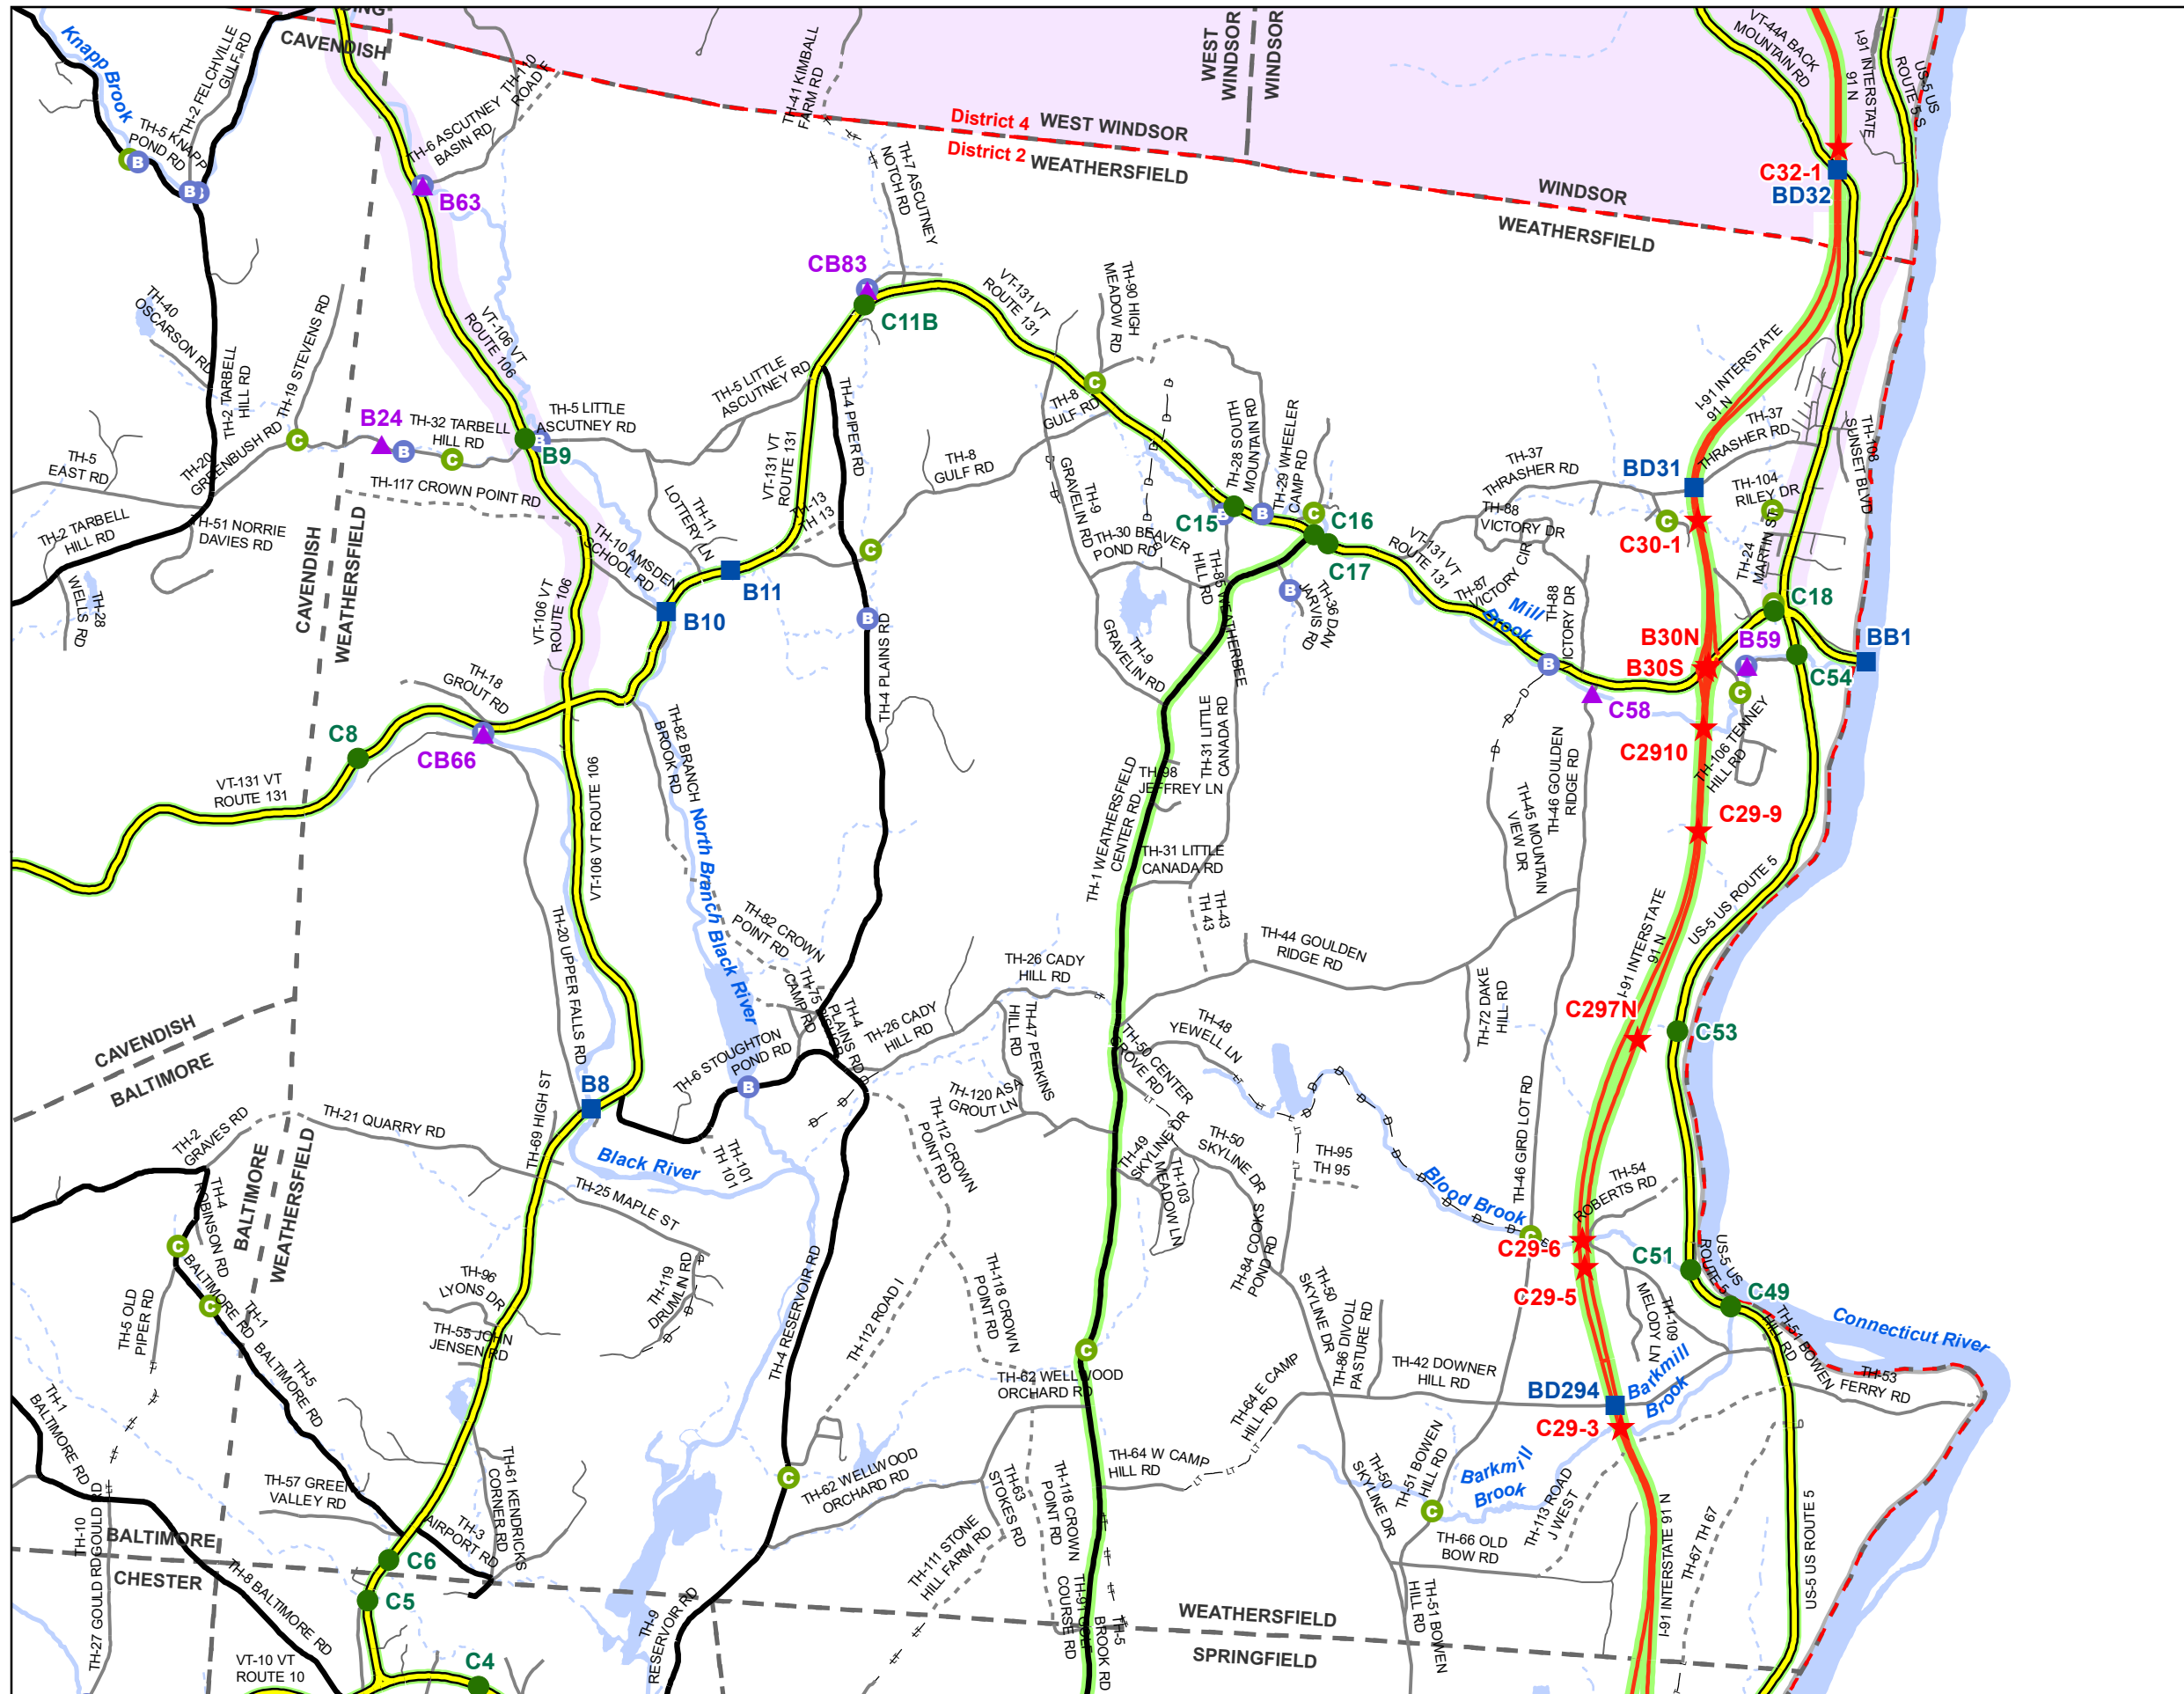 CAVENDISH
Knapp Brook
TH-2 FELCHVILLE
GULF RD
TH-5 KNAPP
POND RD
TH-110
ROAD F
TH-6 ASCUTNEY
BASIN RD
B63
TH-41 KIMBALL
FARM RD
WEST
WINDSOR
WINDSOR
District 4
WEST WINDSOR
District 2
WEATHERSFIELD
WINDSOR
WEATHERSFIELD
VT-44A BACK
MOUNTAIN RD
I-91 INTERSTATE
91 N
US-5 US
ROUTE 5 S
C32-1
BD32
TH-7 ASCUTNEY
NOTCH RD
CB83
C11B
VT-131 VT
ROUTE 131
TH-90 HIGH
MEADOW RD
TH-40
OSCARSON RD
TH-2 TARBELL
HILL RD
TH-19 STEVENS RD
VT-106 VT
ROUTE 106
B24
TH-32 TARBELL
HILL RD
TH-5 LITTLE
ASCUTNEY RD
B9
TH-5 LITTLE
ASCUTNEY RD
TH-4 PIPER RD
VT-131 VT
ROUTE 131
TH-8
GULF RD
TH-8
GULF RD
TH-28 SOUTH
MOUNTAIN RD
TH-29 WHEELER
CAMP RD
I-91 INTERSTATE
91 N
TH-37
THRASHER RD
TH-37
THRASHER RD
BD31
TH-108
SUNSET BLVD
TH-104
RILEY DR
C30-1
TH-88
VICTORY DR
TH-24
MARTIN ST
TH-5
EAST RD
TH-20
GREENBUSH RD
TH-117 CROWN POINT RD
TH-51 NORRIE
DAVIES RD
TH-2 TARBELL
HILL RD
TH-28
WELLS RD
CAVENDISH
WEATHERSFIELD
TH-11
LOTTERY LN
TH-13
TH 13
TH-10 AMSDEN
SCHOOL RD
B11
B10
TH-9
GRAVELIN RD
TH-30 BEAVER
POND RD
C15
C16
C17
TH-85 WEATHERBEE
HILL RD
TH-36 DAN
JARVIS RD
VT-131 VT
ROUTE 131
TH-87
VICTORY CIR
Mill
Brook
TH-88
VICTORY DR
C18
B30N
B30S
B59
BB1
C54
C58
C2910
TH-106 TENNEY
HILL RD
C29-9
VT-106 VT
ROUTE 106
TH-18
GROUT RD
C8
CB66
VT-131 VT
ROUTE 131
TH-4 PLAINS RD
TH-9
GRAVELIN RD
TH-82 BRANCH
BROOK RD
VT-106 VT ROUTE 106
North Branch Black River
TH-31 LITTLE
CANADA RD
TH-98
JEFFREY LN
TH-1 WEATHERSFIELD
CENTER RD
TH-31 LITTLE
CANADA RD
TH-43
TH 43
TH-46 GOULDEN
RIDGE RD
TH-45 MOUNTAIN
VIEW DR
TH-44 GOULDEN
RIDGE RD
TH-72 DAKE
HILL RD
I-91 INTERSTATE
91 N
US-5 US ROUTE 5
C297N
C53
TH-20 UPPER FALLS RD
TH-82 CROWN
POINT RD
TH-75
CAMP RD
TH-4
PLAINS RD
TH-26 CADY
HILL RD
TH-26 CADY
HILL RD
TH-6 STOUGHTON
POND RD
TH-47 PERKINS
HILL RD
TH-120 ASA
GROUT LN
TH-48
YEWELL LN
TH-50 CENTER
GROVE RD
CAVENDISH
BALTIMORE
B8
TH-69 HIGH ST
TH-21 QUARRY RD
TH-2
GRAVES RD
Black River
TH-101
TH 101
TH-112 CROWN
POINT RD
TH-49
SKYLINE DR
TH-50
SKYLINE DR
TH-103
MEADOW LN
TH-95
TH 95
TH-46 GIRD LOT RD
Blood Brook
TH-54
ROBERTS RD
C29-6
C29-5
C51
C49
US-5 US
ROUTE 5
Connecticut River
TH-4
ROBINSON RD
BALTIMORE
WEATHERSFIELD
TH-25 MAPLE ST
TH-119
DRUMLIN RD
TH-96
LYONS DR
TH-55 JOHN
JENSEN RD
TH-5 OLD
PIPER RD
TH-1
BALTIMORE RD
TH-5
BALTIMORE RD
TH-4 RESERVOIR RD
TH-112 ROAD I
TH-118 CROWN
POINT RD
TH-84 COOKS
POND RD
TH-50
SKYLINE DR
TH-86 DIVOLL
PASTURE RD
TH-42 DOWNER
HILL RD
TH-109
MELODY LN
TH-51 BOWEN
HILL RD
TH-53
FERRY RD
BD294
C29-3
Barkmill
Brook
TH-62 WELLWOOD
ORCHARD RD
TH-64 E CAMP
HILL RD
TH-64 W CAMP
HILL RD
TH-62 WELLWOOD
ORCHARD RD
TH-1
BALTIMORE RD
TH-57 GREEN
VALLEY RD
TH-61 KENDRICKS
CORNER RD
TH-3
AIRPORT RD
TH-63
STOKES RD
TH-118 CROWN
POINT RD
TH-111 STONE
HILL FARM RD
TH-50
SKYLINE DR
TH-51 BOWEN
HILL RD
Barkmill
Brook
TH-66 OLD
BOW RD
TH-113 ROAD
J WEST
TH-67 TH 67
I-91 INTERSTATE 91 N
US-5 US ROUTE 5
TH-10
GOULD RD
BALTIMORE
CHESTER
TH-27 GOULD RD
TH-8 BALTIMORE RD
C6
C5
C4
VT-10 VT
ROUTE 10
TH-9
RESERVOIR RD
TH-91 GOLF
COURSE RD
TH-5
BROOK RD
WEATHERSFIELD
SPRINGFIELD
TH-51 BOWEN
HILL RD